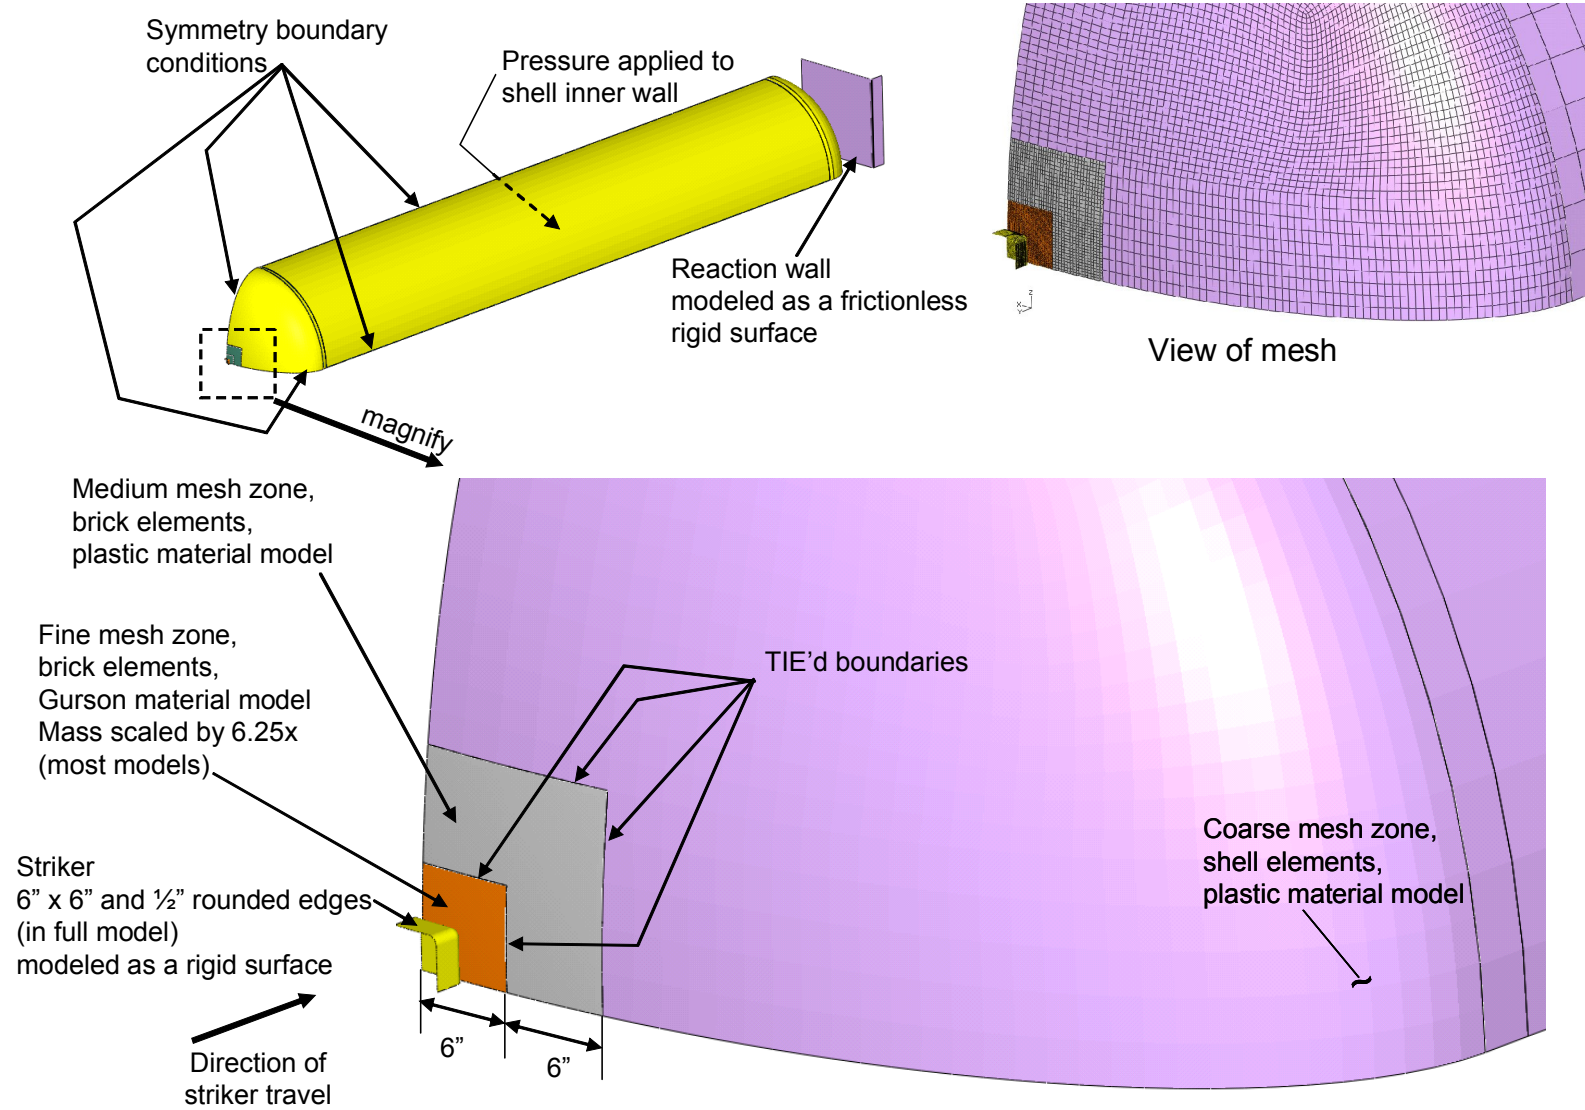 Symmetry boundary
conditions
Pressure applied to
shell inner wall
Reaction wall
modeled as a frictionless
rigid surface
magnify
Z
X
Y
View of mesh
Medium mesh zone,
brick elements,
plastic material model
Fine mesh zone,
brick elements,
Gurson material model
Mass scaled by 6.25x
(most models)
TIE’d boundaries
Striker
6” x 6” and ½” rounded edges
(in full model)
modeled as a rigid surface
Coarse mesh zone,
shell elements,
plastic material model
6”
6”
Direction of
striker travel